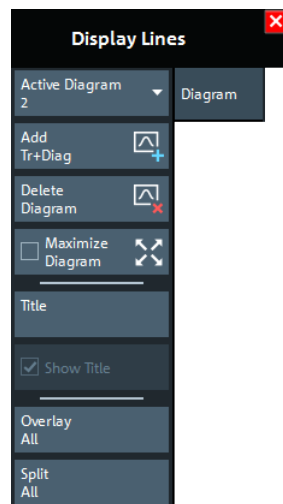 Display Lines
Active Diagram
2
Diagram
Add
Tr+Diag
Delete
Diagram
Maximize
Diagram
Title
Show Title
Overlay
All
Split
All